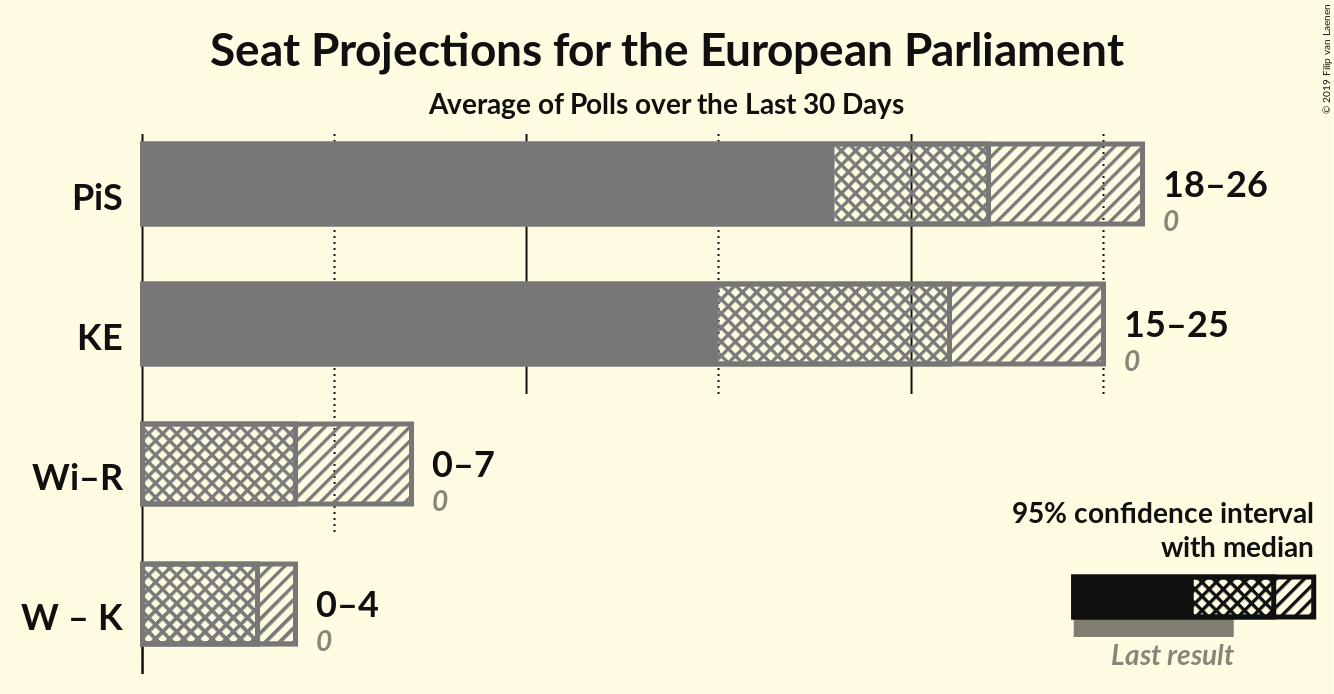 Seat Projections for the European Parliament
Average of Polls over the Last 30 Days
© 2019 Filip van Laenen
PiS
18–26
0
KE
15–25
0
Wi–R
0–7
0
W – K
0–4
0
95% confidence interval
with median
Last result